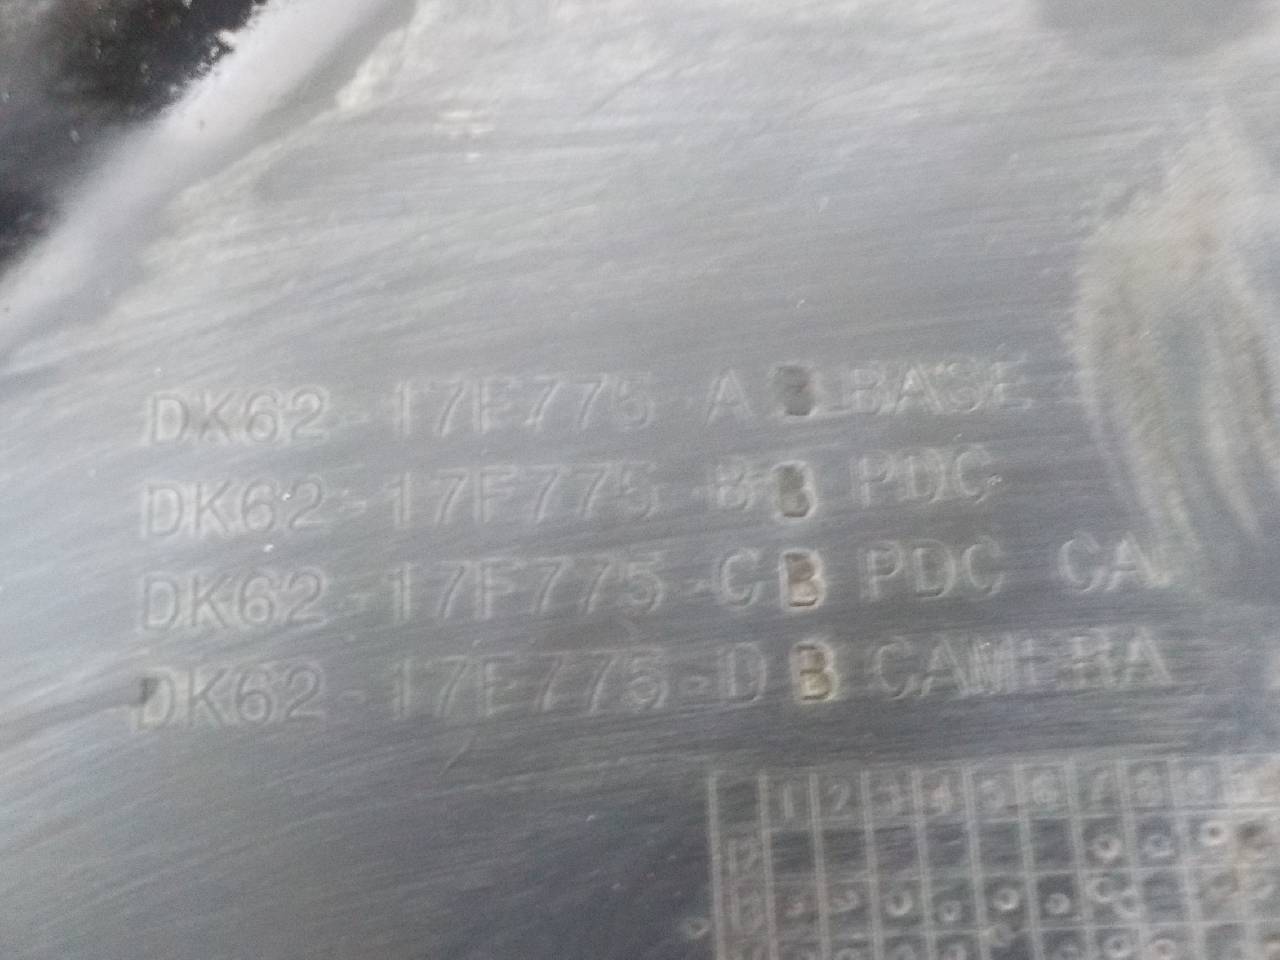 DK62-17F775-AB BASE
DK62-17F775-BB PDC
DK62-17F775-CB PDC CA
DK62-17F775-DB CAMERA
1 2 3 4 5 6 7 8 9
13